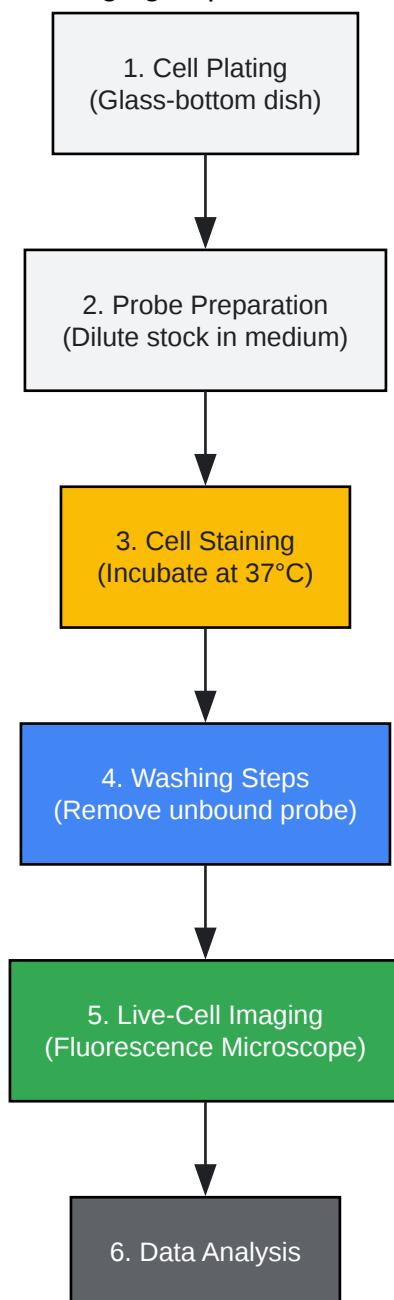 1. Cell Plating
(Glass-bottom dish)
2. Probe Preparation
(Dilute stock in medium)
3. Cell Staining
(Incubate at 37°C)
4. Washing Steps
(Remove unbound probe)
5. Live-Cell Imaging
(Fluorescence Microscope)
6. Data Analysis